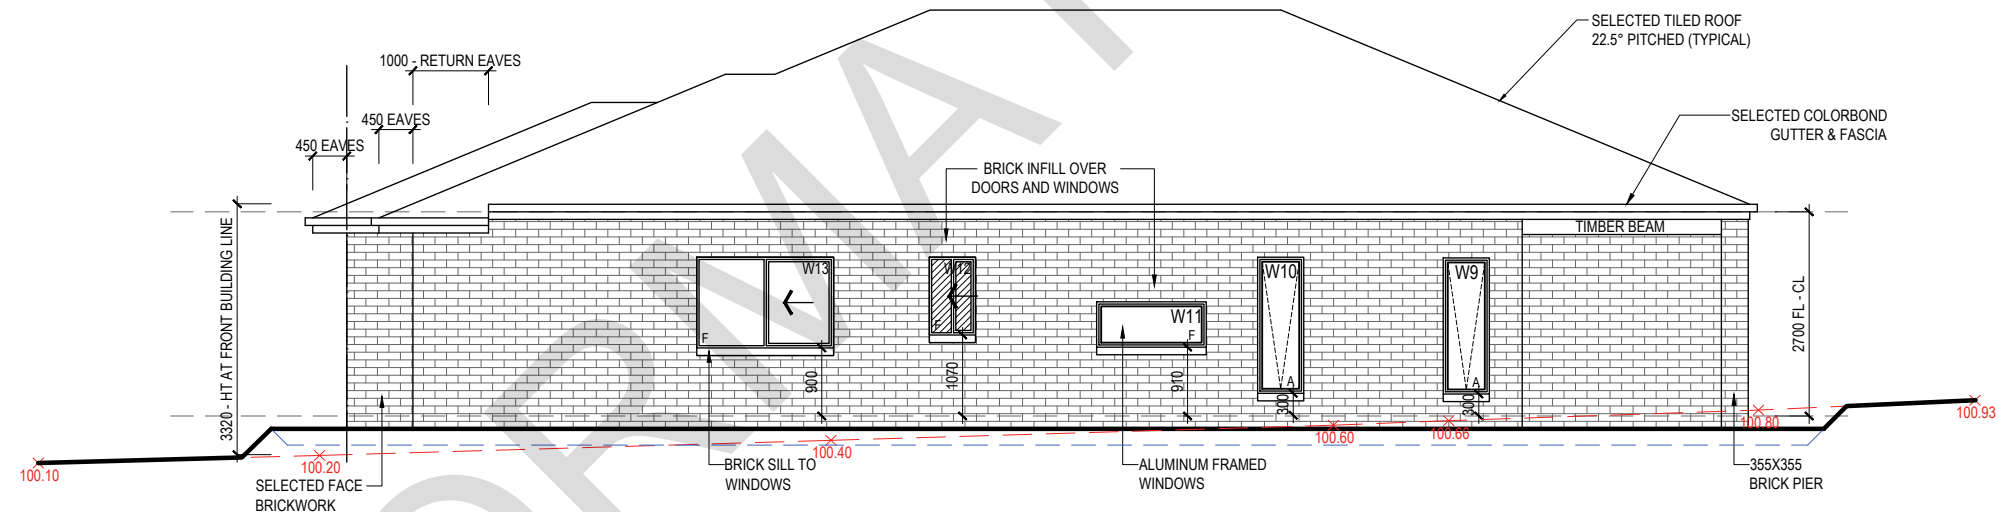 SELECTED TILED ROOF
22.5° PITCHED (TYPICAL)
1000 - RETURN EAVES
SELECTED COLORBOND
GUTTER & FASCIA
450 EAVES
450 EAVES
BRICK INFILL OVER
DOORS AND WINDOWS
TIMBER BEAM
3320 - HT AT FRONT BUILDING LINE
2700 FL - CL
W13
W12
W10
W9
W11
F
F
F
A
A
900
1070
910
300
300
100.10
100.20
100.40
100.60
100.66
100.80
100.93
SELECTED FACE
BRICKWORK
BRICK SILL TO
WINDOWS
ALUMINUM FRAMED
WINDOWS
355X355
BRICK PIER
ORMAT